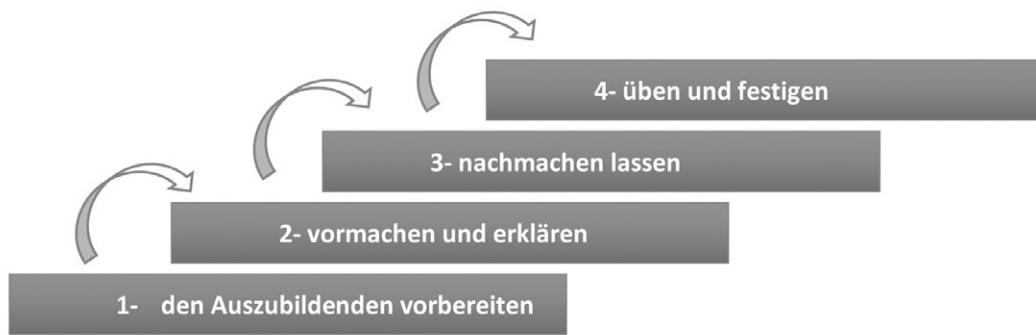 4- üben und festigen
3- nachmachen lassen
2- vormachen und erklären
1- den Auszubildenden vorbereiten